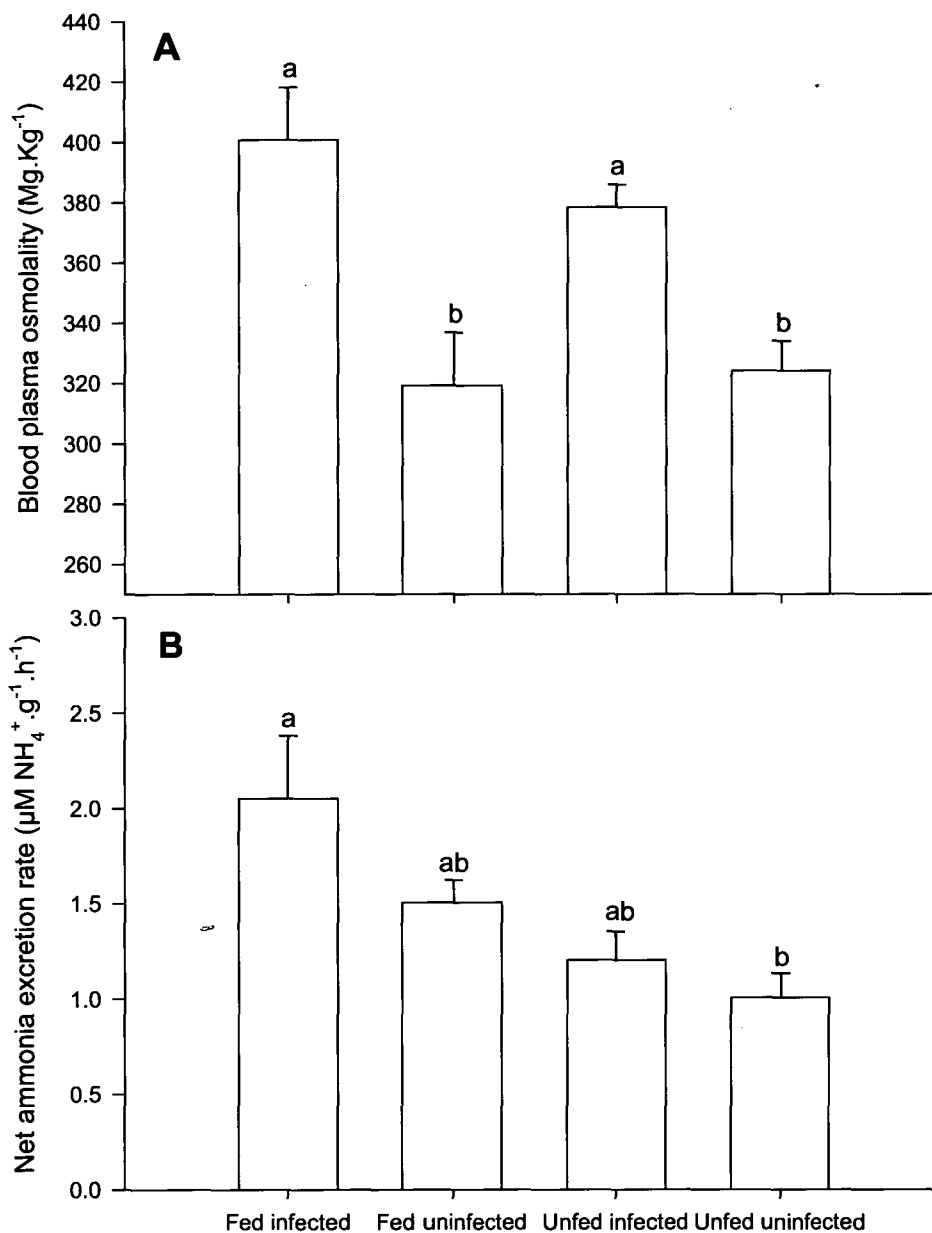 A
Blood plasma osmolality (Mg.Kg⁻¹)
440
420
400
380
360
340
320
300
280
260
a
b
a
b
B
Net ammonia excretion rate (µM NH₄⁺.g⁻¹.h⁻¹)
3.0
2.5
2.0
1.5
1.0
0.5
0.0
a
ab
ab
b
Fed infected Fed uninfected Unfed infected Unfed uninfected